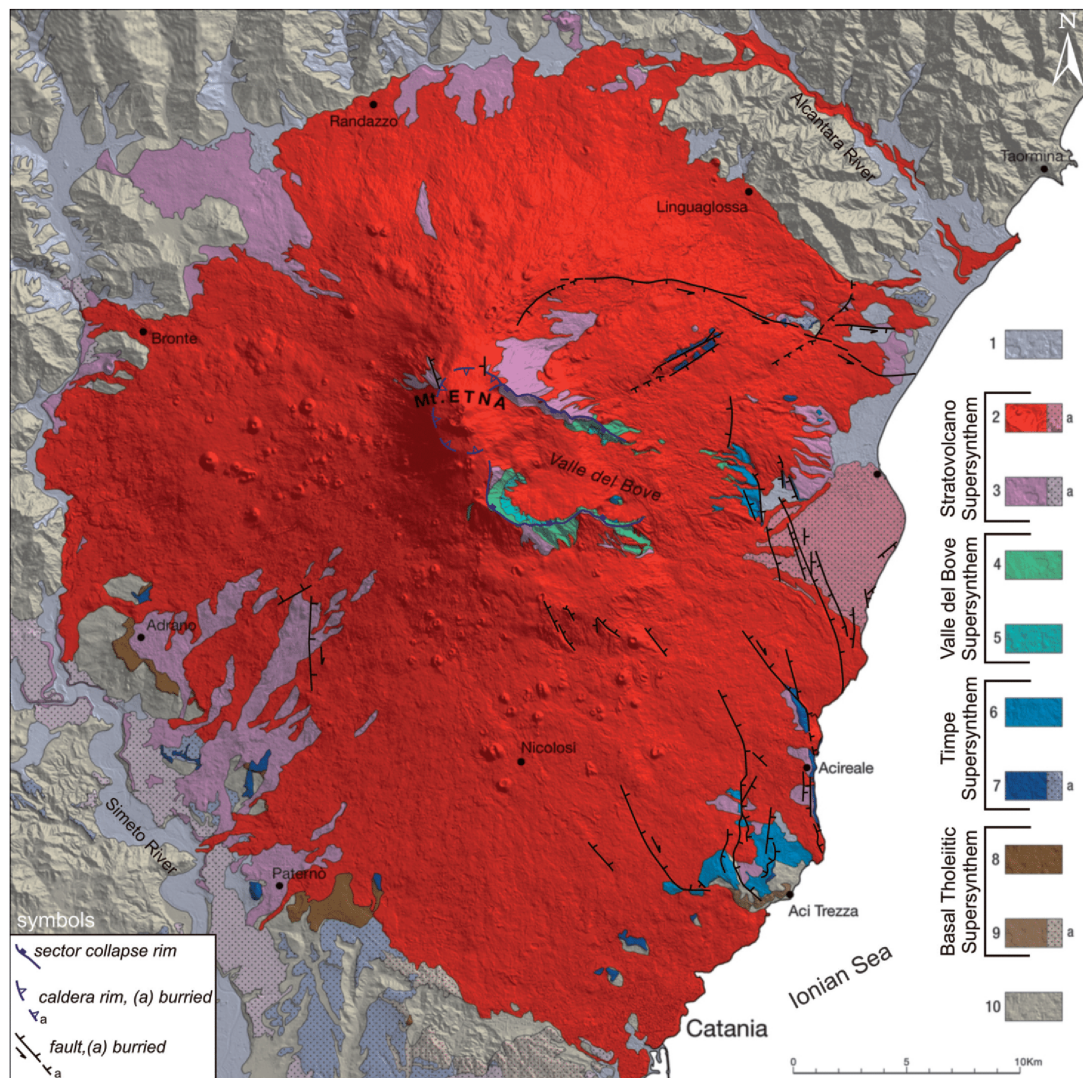 N
Randazzo
Alcantara River
Taormina
Linguaglossa
Bronte
Mt. ETNA
Valle del Bove
Adrano
Nicolosi
Acireale
Simeto River
Paternò
Aci Trezza
Ionian Sea
Catania
0 5 10Km
1
Stratovolcano
Supersynthem
2 a
3 a
Valle del Bove
Supersynthem
4
5
Timpe
Supersynthem
6
7 a
Basal Tholeiitic
Supersynthem
8
9 a
10
symbols
sector collapse rim
caldera rim, (a) burried
a
fault,(a) burried
a